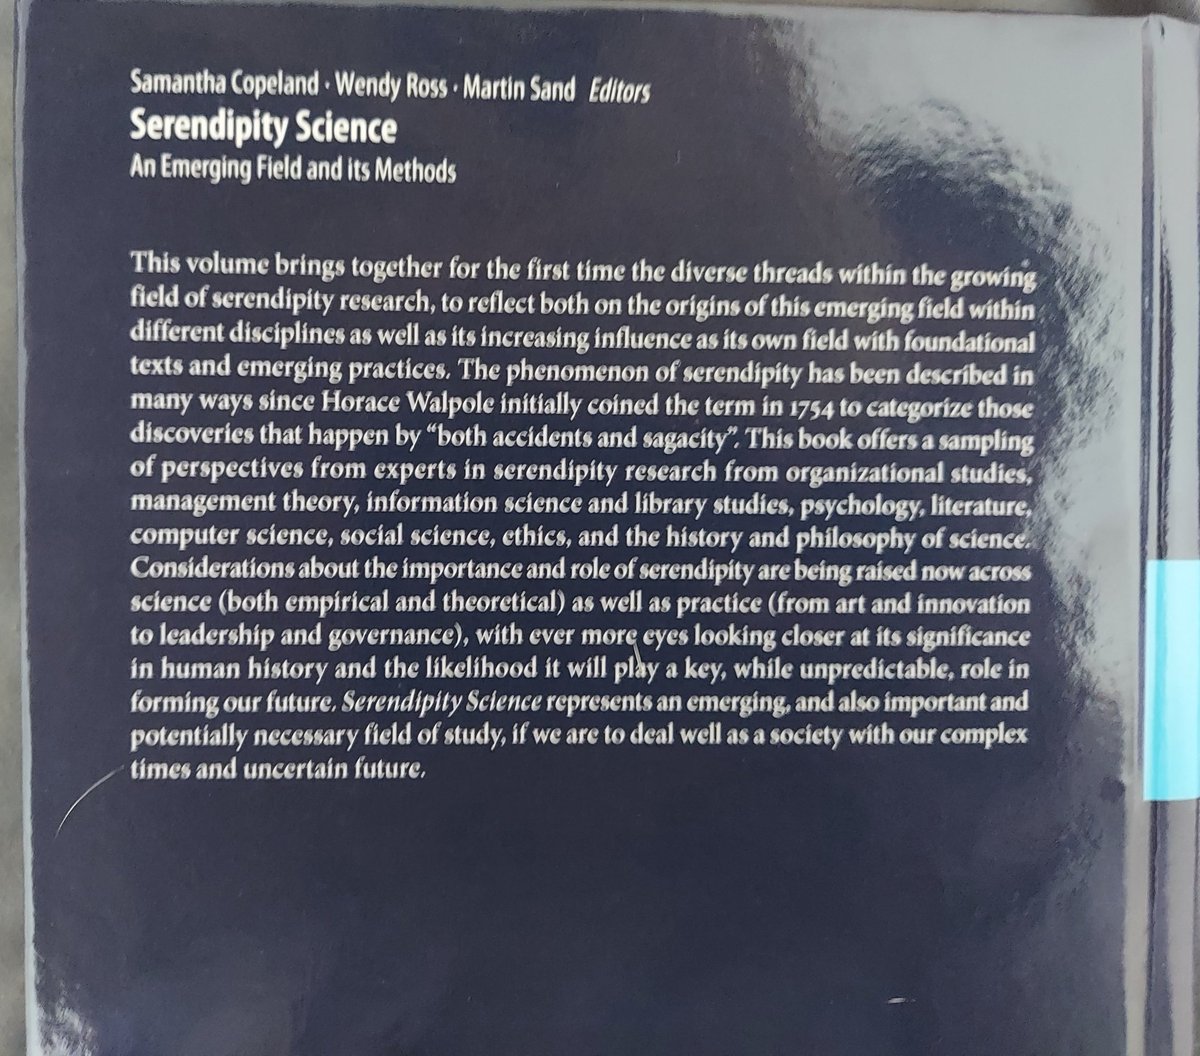 Samantha Copeland · Wendy Ross · Martin Sand Editors
Serendipity Science
An Emerging Field and its Methods
This volume brings together for the first time the diverse threads within the growing
field of serendipity research, to reflect both on the origins of this emerging field within
different disciplines as well as its increasing influence as its own field with foundational
texts and emerging practices. The phenomenon of serendipity has been described in
many ways since Horace Walpole initially coined the term in 1754 to categorize those
discoveries that happen by “both accidents and sagacity”. This book offers a sampling
of perspectives from experts in serendipity research from organizational studies,
management theory, information science and library studies, psychology, literature,
computer science, social science, ethics, and the history and philosophy of science.
Considerations about the importance and role of serendipity are being raised now across
science (both empirical and theoretical) as well as practice (from art and innovation
to leadership and governance), with ever more eyes looking closer at its significance
in human history and the likelihood it will play a key, while unpredictable, role in
forming our future. Serendipity Science represents an emerging, and also important and
potentially necessary field of study, if we are to deal well as a society with our complex
times and uncertain future.